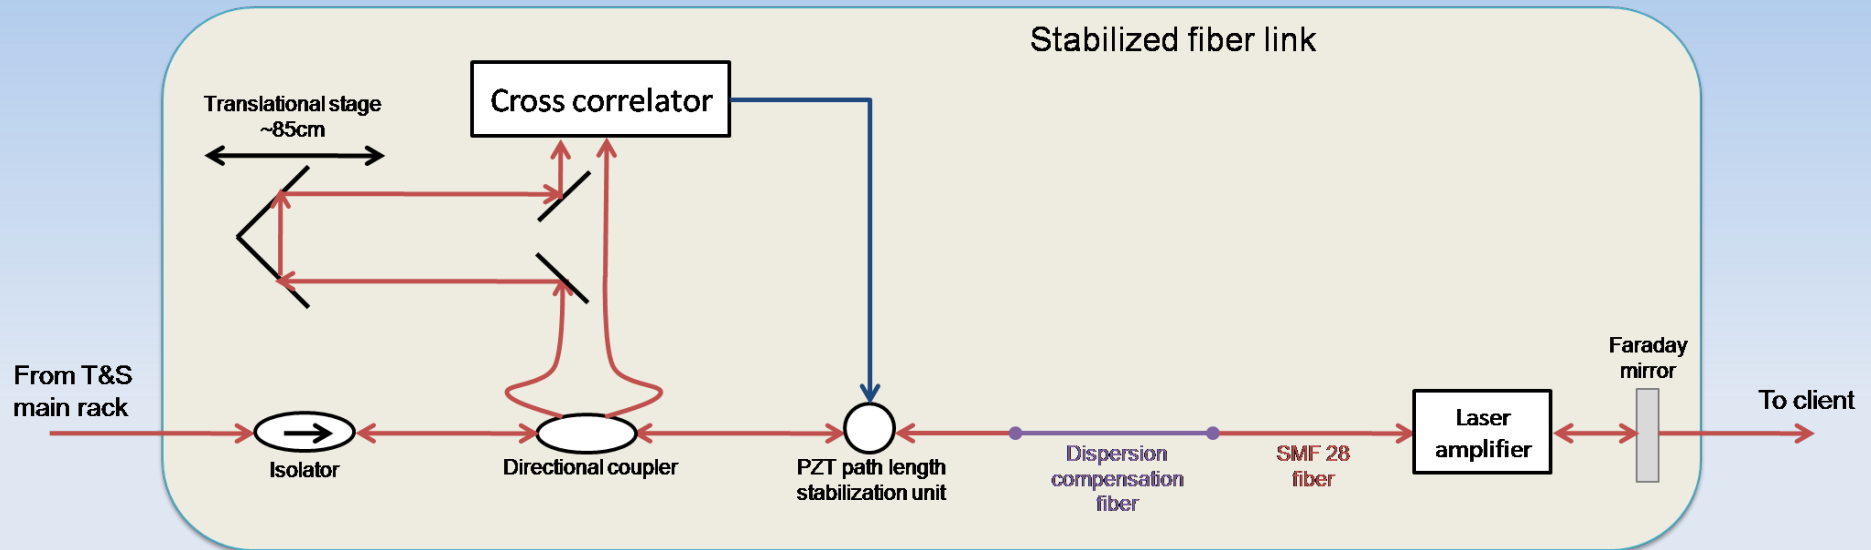 Stabilized fiber link
Translational stage
~85cm
Cross correlator
From T&S
main rack
Isolator
Directional coupler
PZT path length
stabilization unit
Dispersion
compensation
fiber
SMF 28
fiber
Laser
amplifier
Faraday
mirror
To client